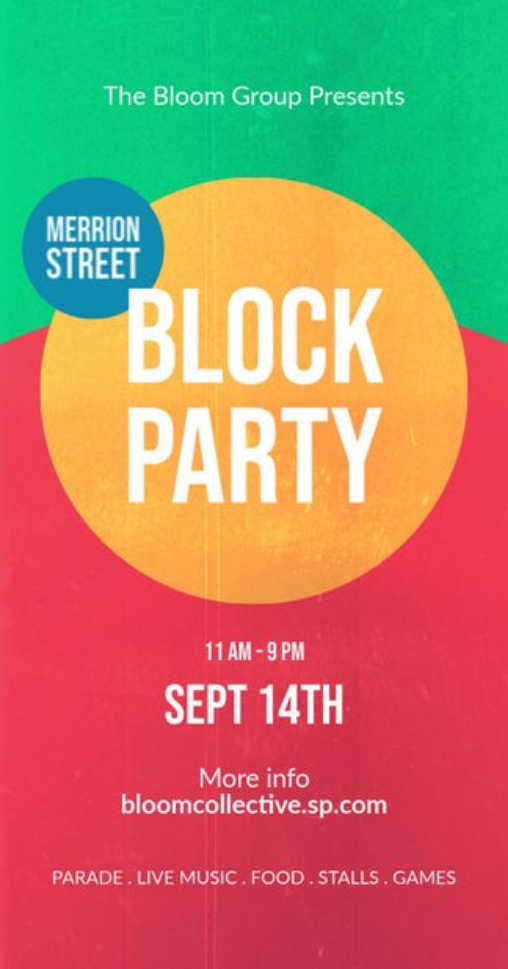 The Bloom Group Presents
MERRION
STREET
BLOCK
PARTY
11 AM - 9 PM
SEPT 14TH
More info
bloomcollective.sp.com
PARADE . LIVE MUSIC . FOOD . STALLS . GAMES